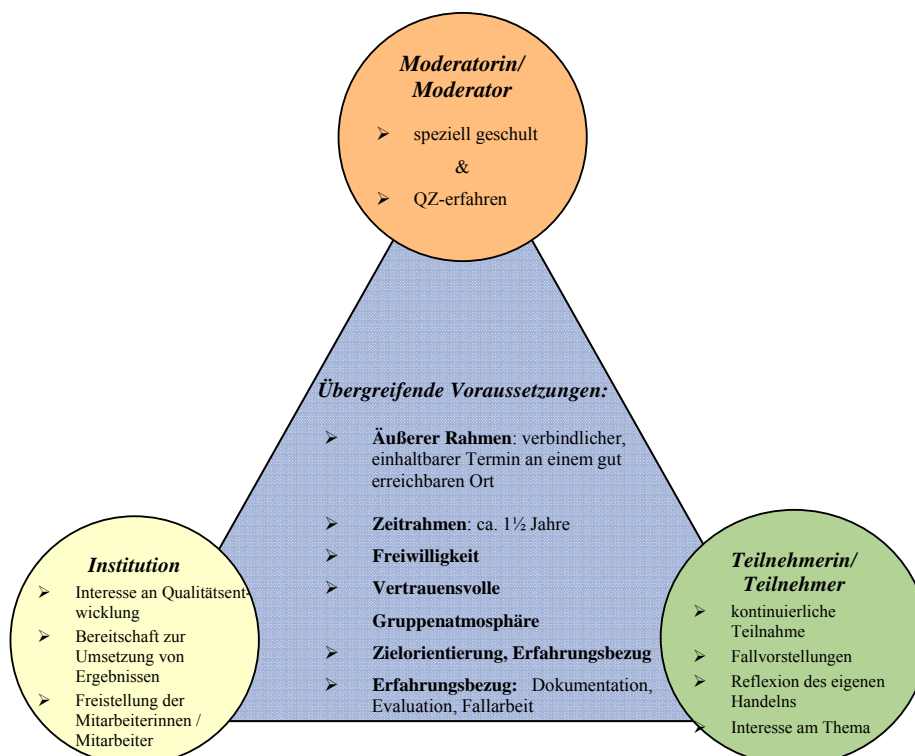 Moderatorin/
Moderator
➢ speziell geschult
&
➢ QZ-erfahren
Übergreifende Voraussetzungen:
➢ Äußerer Rahmen: verbindlicher,
einhaltbarer Termin an einem gut
erreichbaren Ort
➢ Zeitrahmen: ca. 1½ Jahre
➢ Freiwilligkeit
➢ Vertrauensvolle
Gruppenatmosphäre
➢ Zielorientierung, Erfahrungsbezug
➢ Erfahrungsbezug: Dokumentation,
Evaluation, Fallarbeit
Institution
➢ Interesse an Qualitätsent-
wicklung
➢ Bereitschaft zur
Umsetzung von
Ergebnissen
➢ Freistellung der
Mitarbeiterinnen /
Mitarbeiter
Teilnehmerin/
Teilnehmer
➢ kontinuierliche
Teilnahme
➢ Fallvorstellungen
➢ Reflexion des eigenen
Handelns
➢ Interesse am Thema